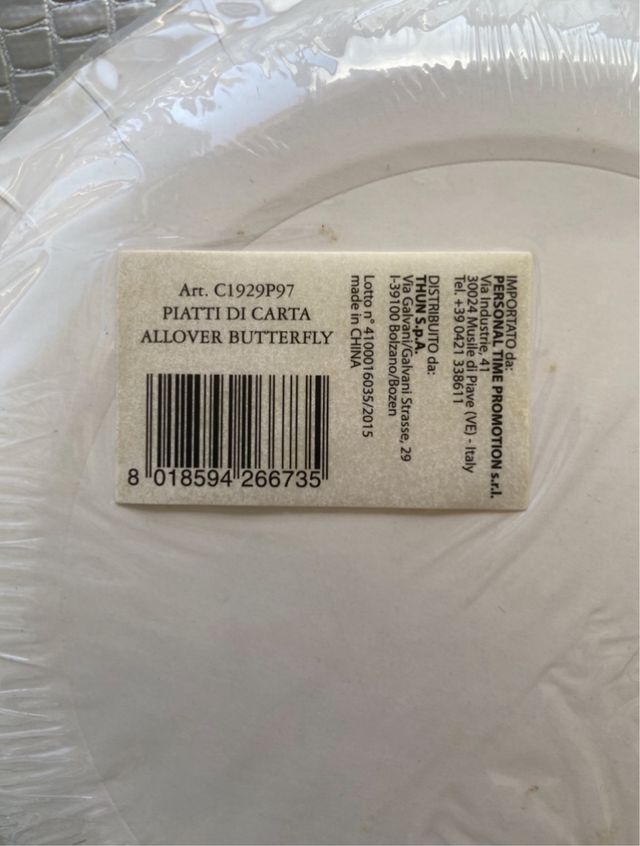 Art. C1929P97
PIATTI DI CARTA
ALLOVER BUTTERFLY
8 018594 266735
IMPORTATO da:
PERSONAL TIME PROMOTION s.r.l.
Via Industrie, 41
30024 Musile di Piave (VE) - Italy
Tel. +39 0421 338611
DISTRIBUITO da:
THUN S.p.A.
Via Galvani/Galvani Strasse, 29
I-39100 Bolzano/Bozen
Lotto n° 4100016035/2015
made in CHINA